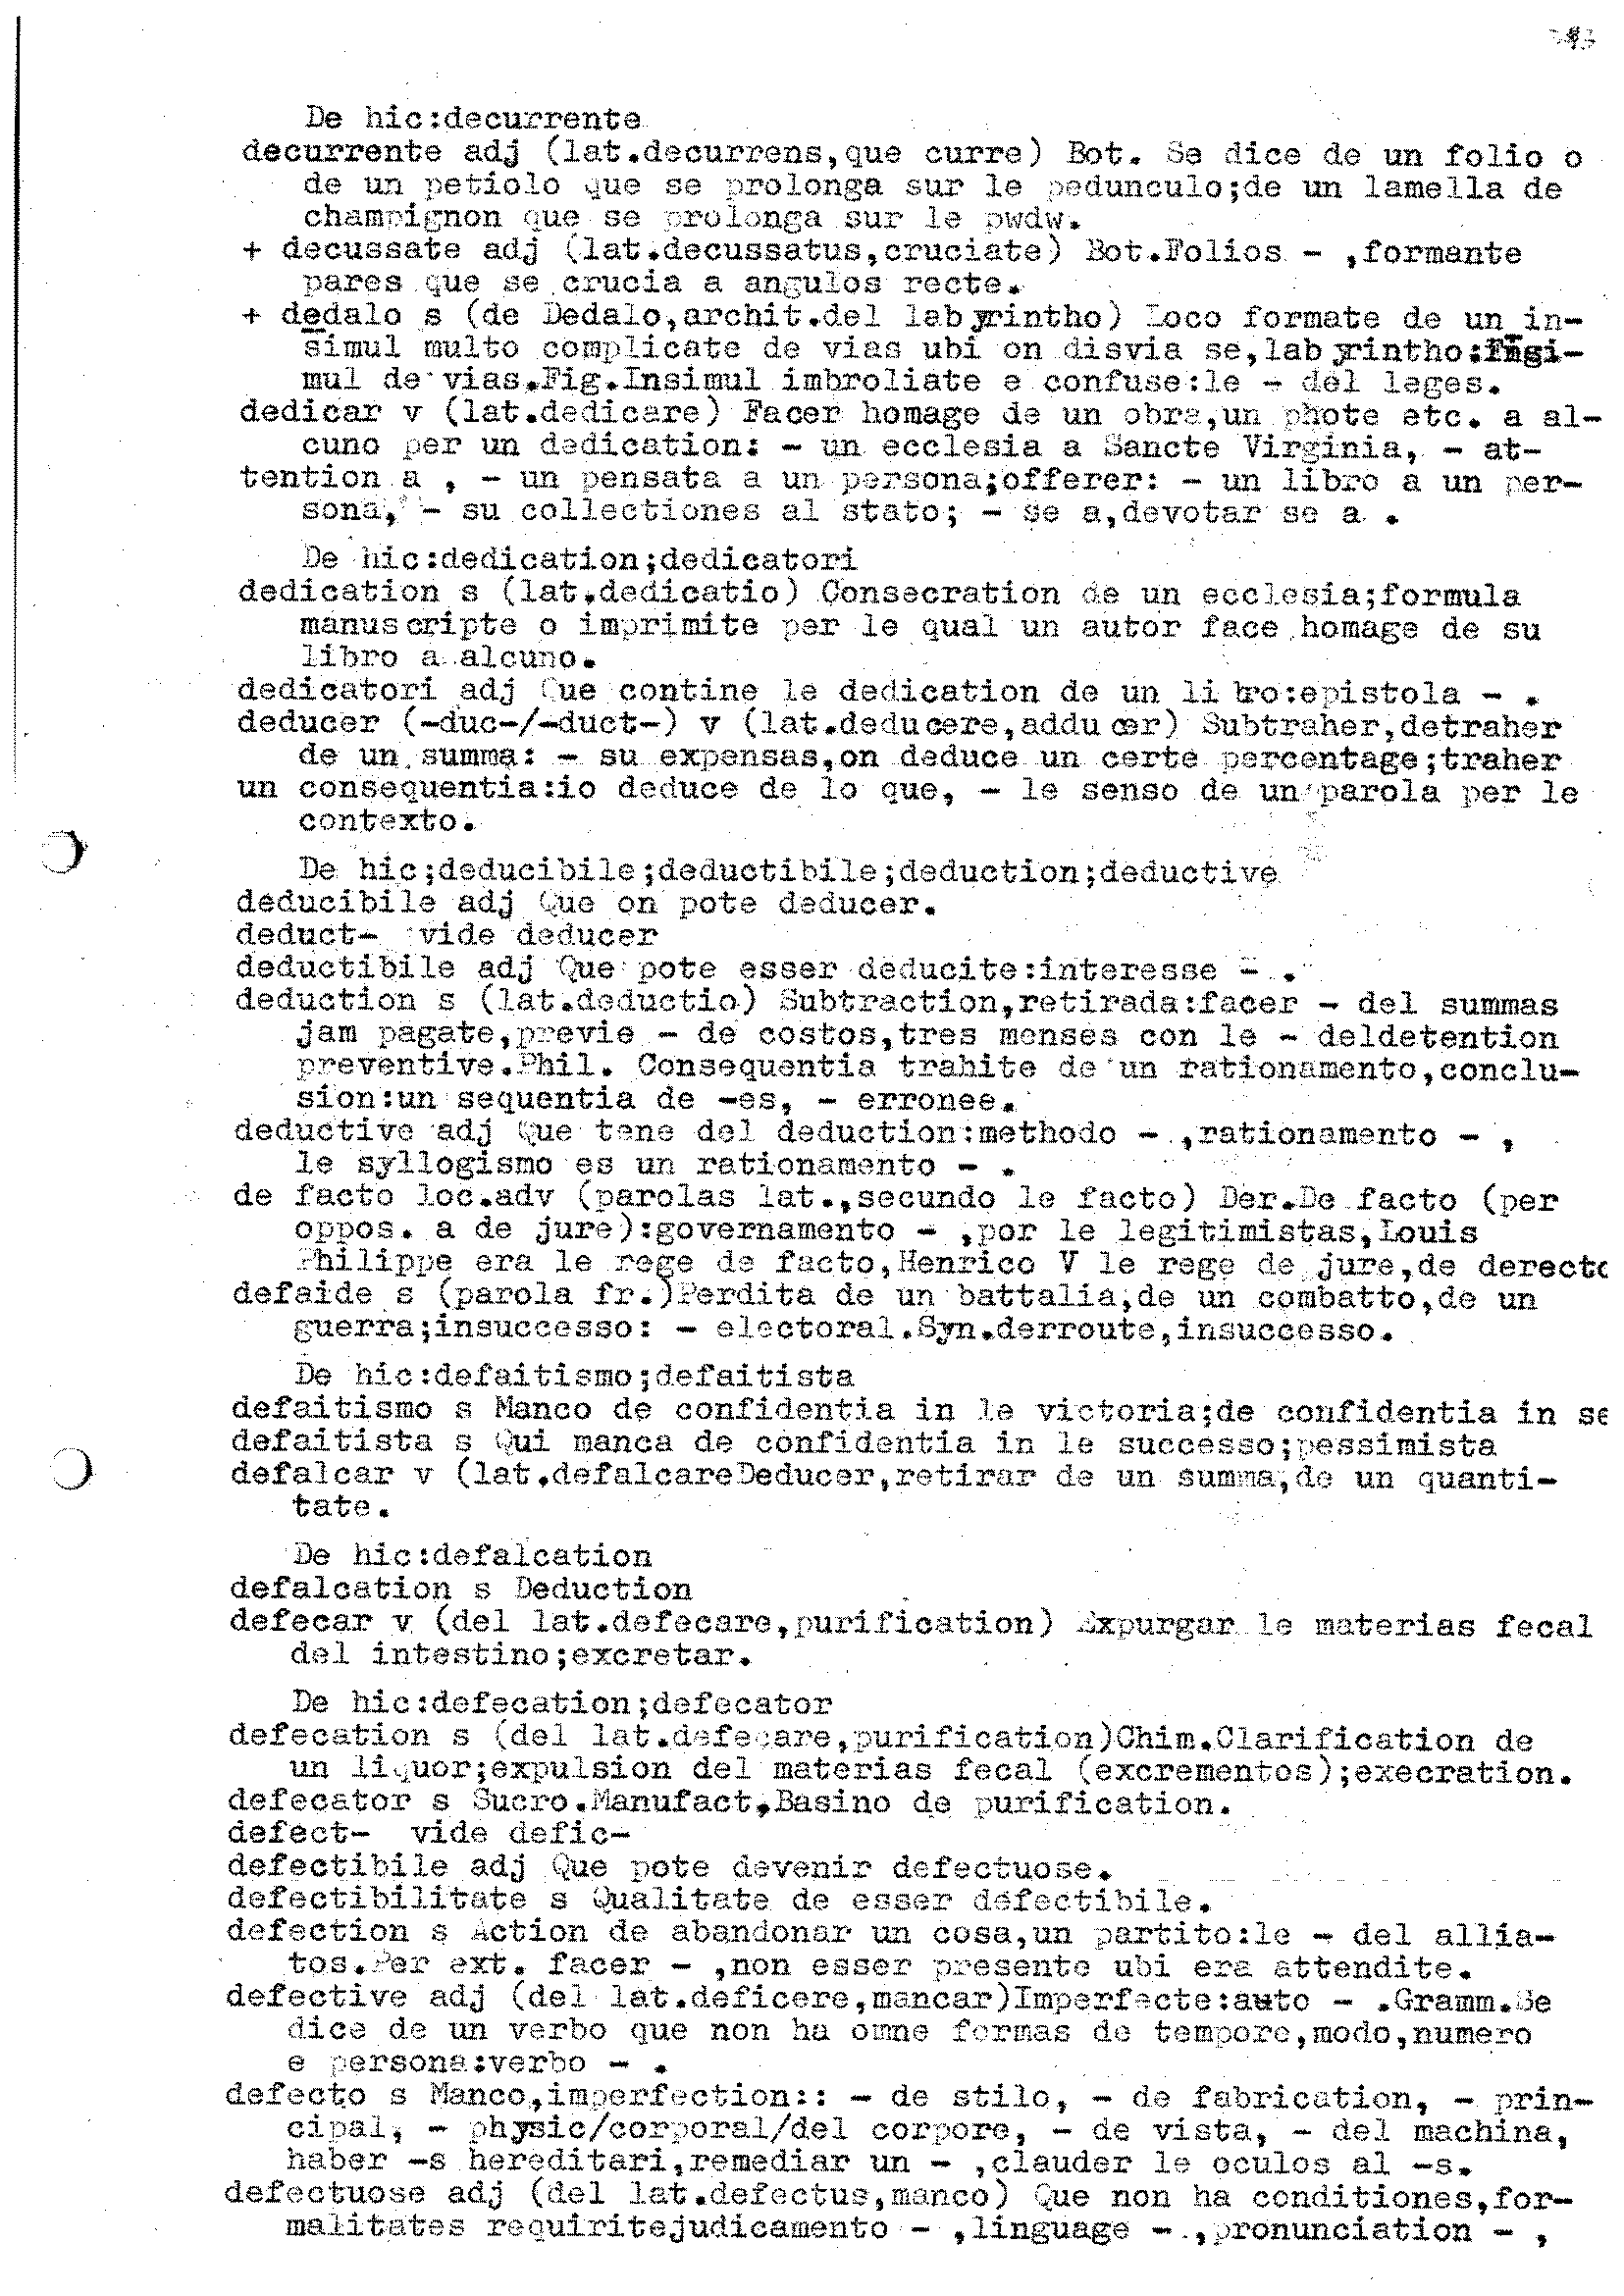 De hic:decurrente
decurrente adj (lat.decurrens,que curre) Bot. Se dice de un folio o
de un petiolo que se prolonga sur le pedunculo;de un lamella de
champignon que se prolonga sur le pwdw.
+ decussate adj (lat.decussatus,cruciate) Bot.Folios - ,formante
pares que se crucia a angulos recte.
+ dedalo s (de Dedalo,archit.del labyrintho) Loco formate de un in-
simul multo complicate de vias ubi on disvia se,labyrintho:Insi-
mul de vias.Fig.Insimul imbroliate e confuse:le - del leges.
dedicar v (lat.dedicare) Facer homage de un obra,un phote etc. a al-
cuno per un dedication: - un ecclesia a Sancte Virginia, - at-
tention a , - un pensata a un persona;offerer: - un libro a un per-
sona, - su collectiones al stato; - se a,devotar se a .
De hic:dedication;dedicatori
dedication s (lat.dedicatio) Consecration de un ecclesia;formula
manuscripte o imprimite per le qual un autor face homage de su
libro a alcuno.
dedicatori adj Que contine le dedication de un libro:epistola - .
deducer (-duc-/-duct-) v (lat.deducere,adducer) Subtraher,detraher
de un summa: - su expensas,on deduce un certe percentage;traher
un consequentia:io deduce de lo que, - le senso de un parola per le
contexto.
De hic;deducibile;deductibile;deduction;deductive
deducibile adj Que on pote deducer.
deduct- vide deducer
deductibile adj Que pote esser deducite:interesse - .
deduction s (lat.deductio) Subtraction,retirada:facer - del summas
jam pagate,previe - de costos,tres menses con le - deldetention
preventive.Phil. Consequentia trahite de un rationamento,conclu-
sion:un sequentia de -es, - erronee.
deductive adj Que tene del deduction:methodo - ,rationamento - ,
le syllogismo es un rationamento - .
de facto loc.adv (parolas lat.,secundo le facto) Der.De facto (per
oppos. a de jure):governamento - ,por le legitimistas,Louis
Philippe era le rege de facto,Henrico V le rege de jure,de derecto
defaide s (parola fr.)Perdita de un battalia,de un combatto,de un
guerra;insuccesso: - electoral.Syn.derroute,insuccesso.
De hic:defaitismo;defaitista
defaitismo s Manco de confidentia in le victoria;de confidentia in se
defaitista s Qui manca de confidentia in le successo;pessimista
defalcar v (lat.defalcareDeducer,retirar de un summa,de un quanti-
tate.
De hic:defalcation
defalcation s Deduction
defecar v (del lat.defecare,purification) Expurgar le materias fecal
del intestino;excretar.
De hic:defecation;defecator
defecation s (del lat.defecare,purification)Chim.Clarification de
un liquor;expulsion del materias fecal (excrementos);execration.
defecator s Sucro.Manufact.Basino de purification.
defect- vide defic-
defectibile adj Que pote devenir defectuose.
defectibilitate s Qualitate de esser defectibile.
defection s Action de abandonar un cosa,un partito:le - del allia-
tos.Per ext. facer - ,non esser presente ubi era attendite.
defective adj (del lat.deficere,mancar)Imperfecte:auto - .Gramm.Se
dice de un verbo que non ha omne formas de tempore,modo,numero
e persona:verbo - .
defecto s Manco,imperfection:: - de stilo, - de fabrication, - prin-
cipal, - physic/corporal/del corpore, - de vista, - del machina,
haber -s hereditari,remediar un - ,clauder le oculos al -s.
defectuose adj (del lat.defectus,manco) Que non ha conditiones,for-
malitates requiritejudicamento - ,linguage - ,pronunciation - ,